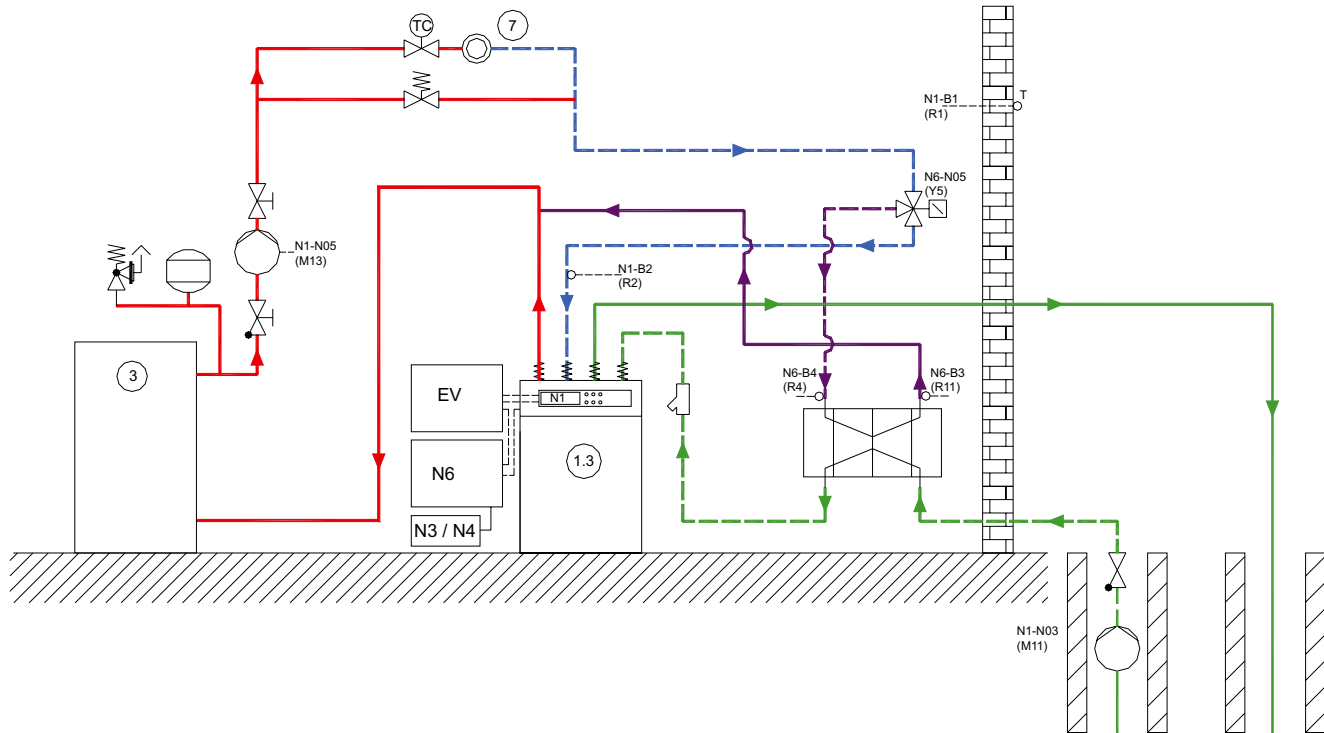 TC
7
N1-B1
(R1)
T
N6-N05
(Y5)
N1-N05
(M13)
N1-B2
(R2)
3
N6-B4
(R4)
N6-B3
(R11)
EV
N1
N6
1.3
N3 / N4
N1-N03
(M11)